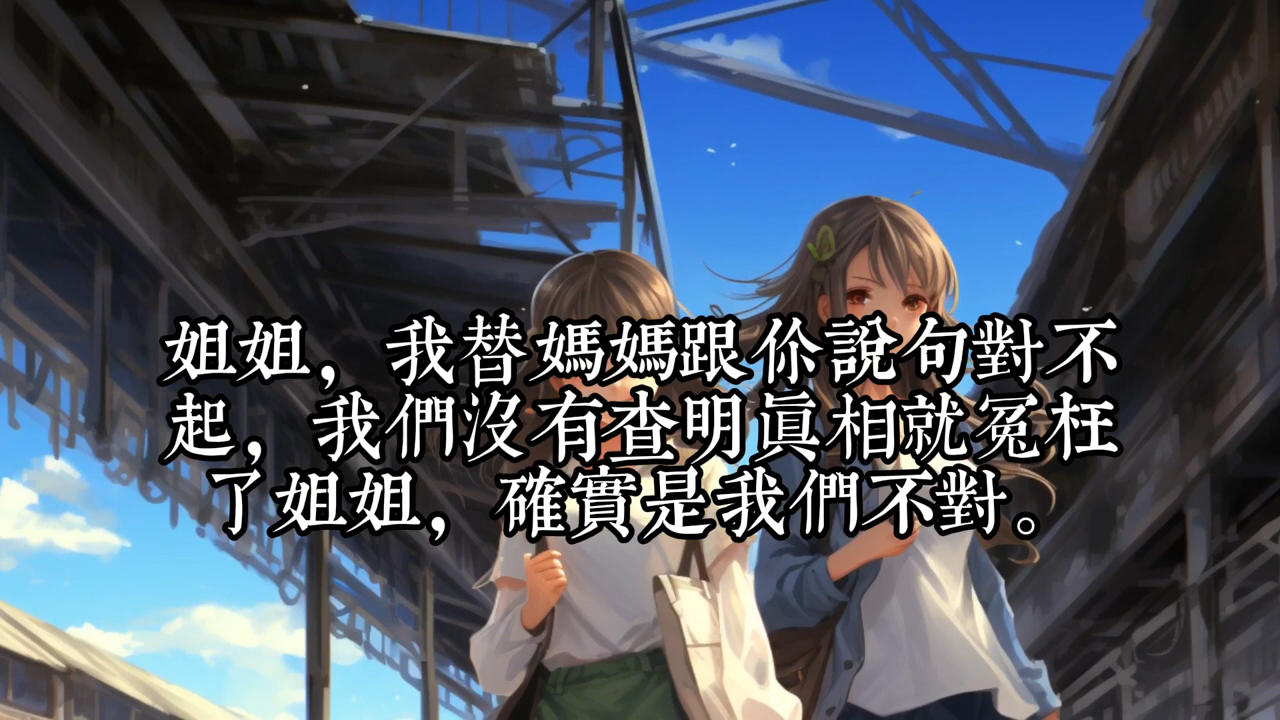 姐姐，我替媽媽跟你說句對不
起，我們沒有查明眞相就冤枉
了姐姐，確實是我們不對。